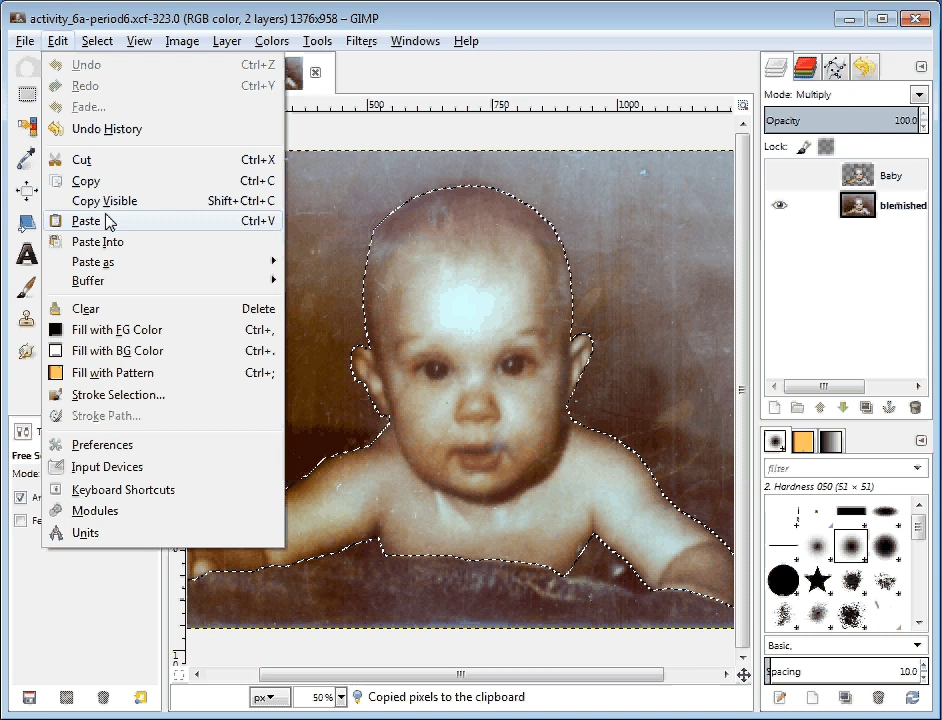 activity_6a-period6.xcf-323.0 (RGB color, 2 layers) 1376x958 – GIMP
File Edit Select View Image Layer Colors Tools Filters Windows Help
Undo Ctrl+Z
Redo Ctrl+Y
Fade...
Undo History
Cut Ctrl+X
Copy Ctrl+C
Copy Visible Shift+Ctrl+C
Paste Ctrl+V
Paste Into
Paste as
Buffer
Clear Delete
Fill with FG Color Ctrl+,
Fill with BG Color Ctrl+.
Fill with Pattern Ctrl+;
Stroke Selection...
Stroke Path...
Preferences
Input Devices
Keyboard Shortcuts
Modules
Units
500 750 1000
Mode: Multiply
Opacity 100.0
Lock:
Baby
blemished
filter
2. Hardness 050 (51 × 51)
Basic,
Spacing 10.0
Free S
Mode:
px 50% Copied pixels to the clipboard